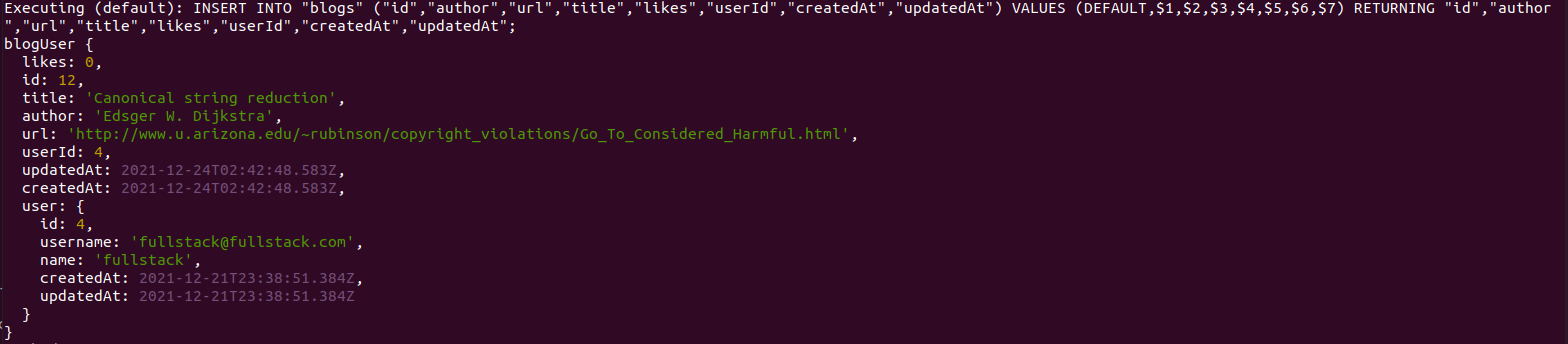 Executing (default): INSERT INTO "blogs" ("id","author","url","title","likes","userId","createdAt","updatedAt") VALUES (DEFAULT,$1,$2,$3,$4,$5,$6,$7) RETURNING "id","author
","url","title","likes","userId","createdAt","updatedAt";
blogUser {
  likes: 0,
  id: 12,
  title: 'Canonical string reduction',
  author: 'Edsger W. Dijkstra',
  url: 'http://www.u.arizona.edu/~rubinson/copyright_violations/Go_To_Considered_Harmful.html',
  userId: 4,
  updatedAt: 2021-12-24T02:42:48.583Z,
  createdAt: 2021-12-24T02:42:48.583Z,
  user: {
    id: 4,
    username: 'fullstack@fullstack.com',
    name: 'fullstack',
    createdAt: 2021-12-21T23:38:51.384Z,
    updatedAt: 2021-12-21T23:38:51.384Z
  }
}